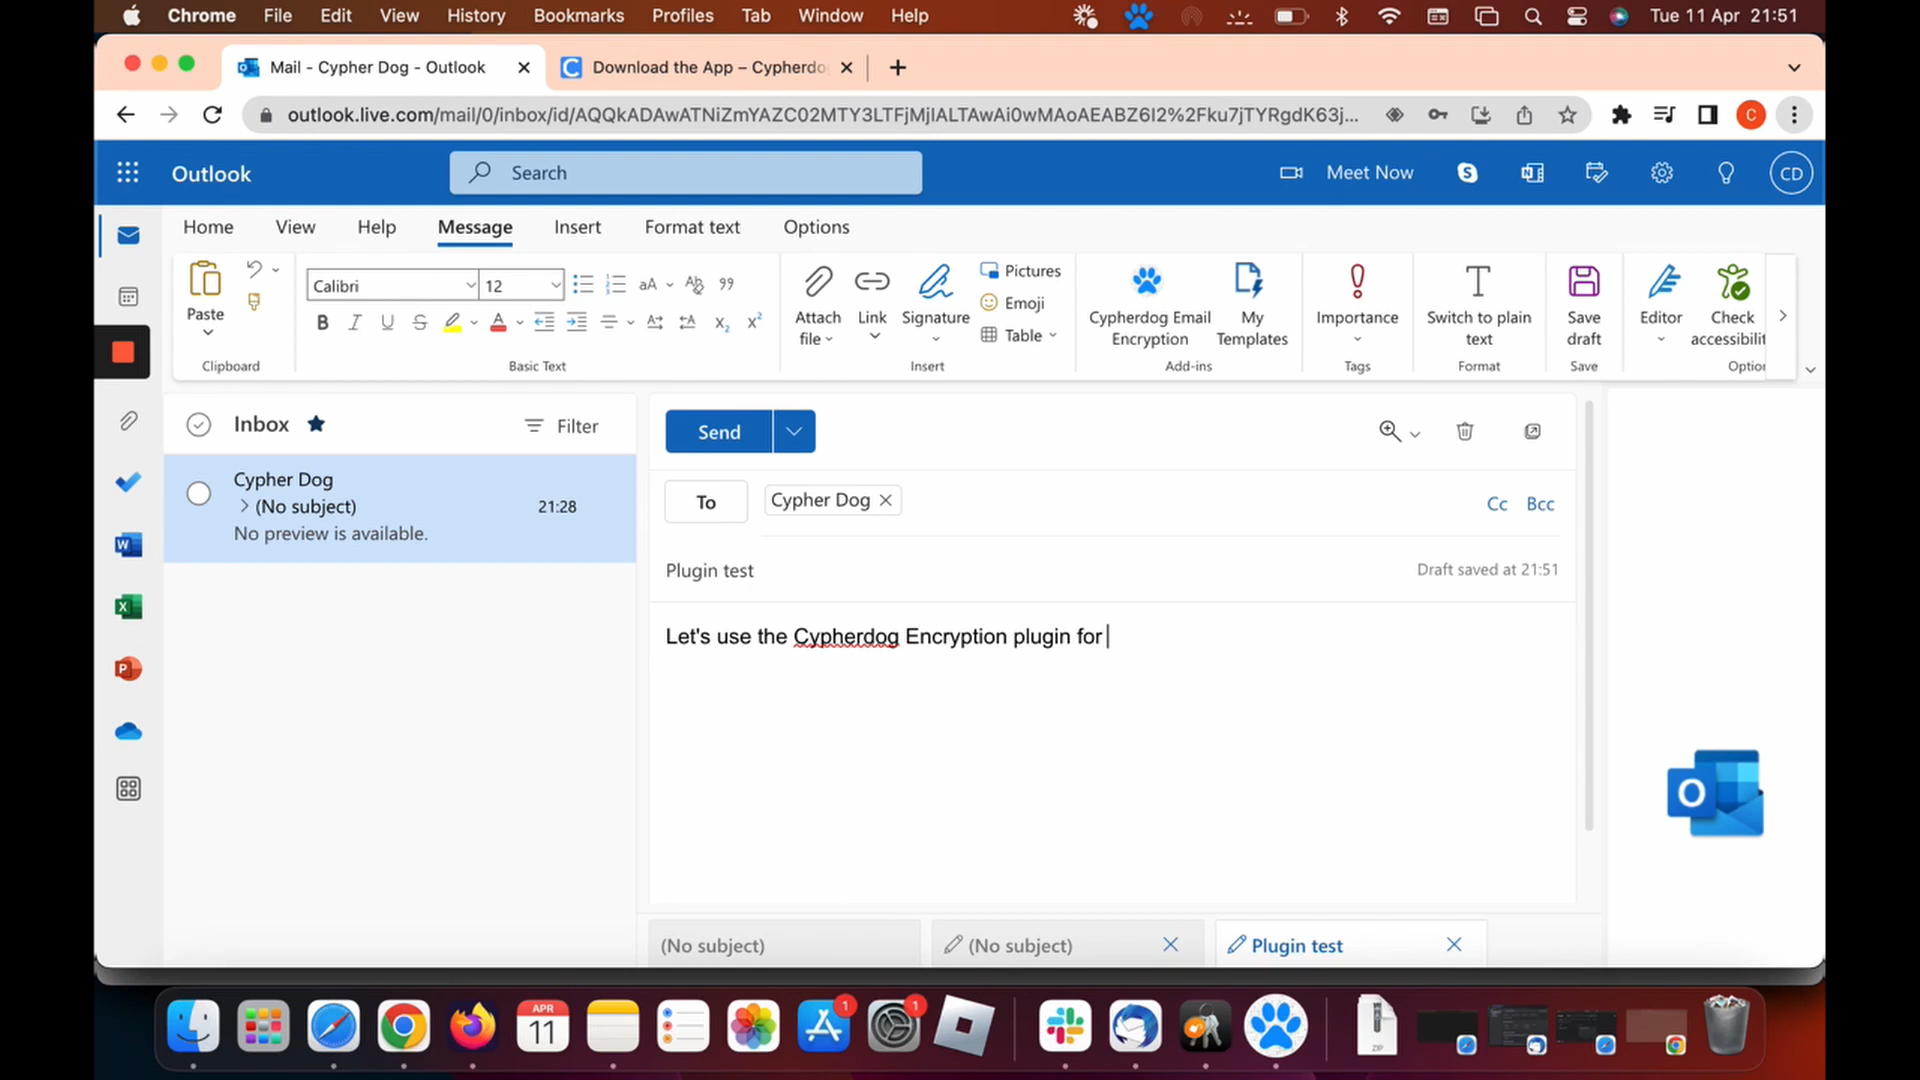 Chrome File Edit View History Bookmarks Profiles Tab Window Help Tue 11 Apr 21:51
Mail - Cypher Dog - Outlook
Download the App – Cypherdo
outlook.live.com/mail/0/inbox/id/AQQkADAwATNiZmYAZC02MTY3LTFjMjIALTAwAi0wMAoAEABZ6I2%2Fku7jTYRgdK63j...
C
Outlook
Search
Meet Now
CD
Home View Help Message Insert Format text Options
Paste
Clipboard
Calibri
12
Basic Text
Attach file
Link
Signature
Pictures
Emoji
Table
Insert
Cypherdog Email Encryption
My Templates
Add-ins
Importance
Tags
Switch to plain text
Format
Save draft
Save
Editor
Check accessibilit
Optio
Inbox
Filter
Cypher Dog
(No subject)
21:28
No preview is available.
Send
To
Cypher Dog
Cc Bcc
Plugin test
Draft saved at 21:51
Let's use the Cypherdog Encryption plugin for
(No subject)
(No subject)
Plugin test
APR
11
1
1
ZIP